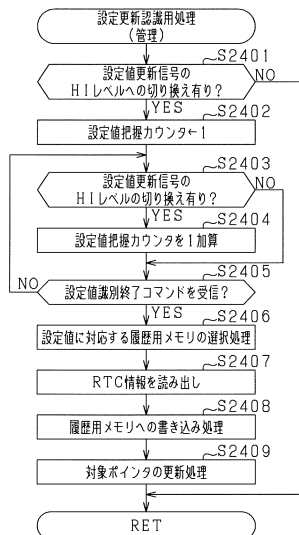 設定更新認識用処理
(管理)
S2401
設定値更新信号の
HIレベルへの切り換え有り?
NO
YES
S2402
設定値把握カウンタ←1
S2403
設定値更新信号の
HIレベルの切り換え有り?
NO
YES
S2404
設定値把握カウンタを1加算
S2405
NO
設定値識別終了コマンドを受信?
YES
S2406
設定値に対応する履歴用メモリの選択処理
S2407
RTC情報を読み出し
S2408
履歴用メモリへの書き込み処理
S2409
対象ポインタの更新処理
RET